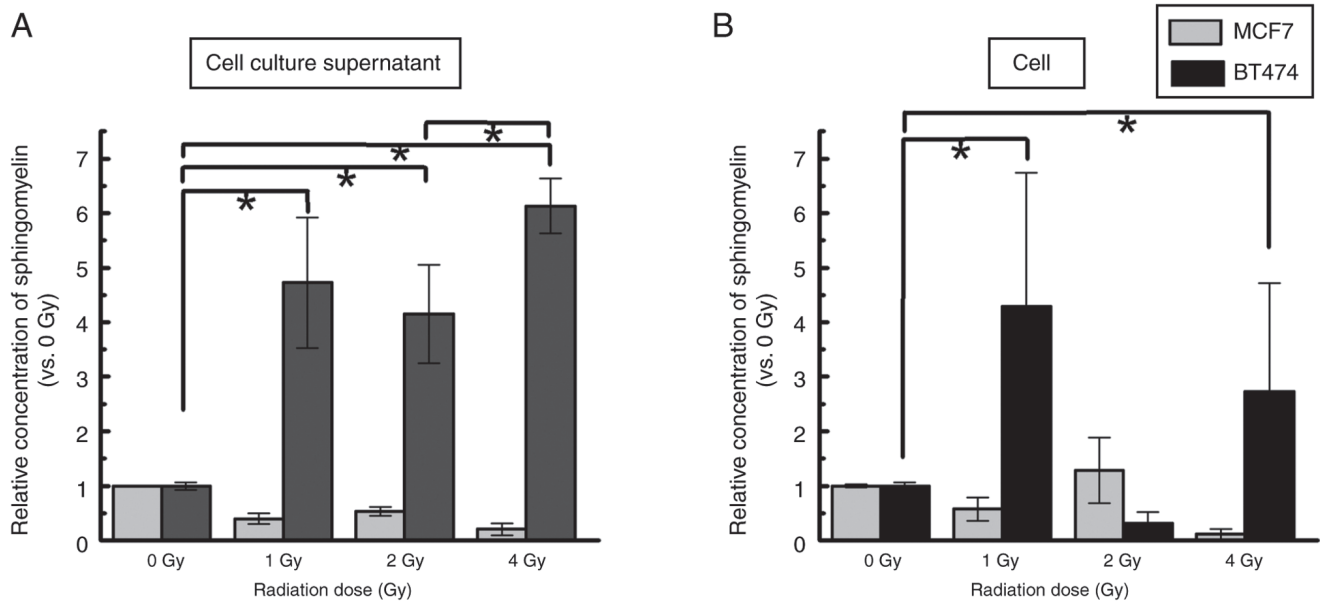 A
Cell culture supernatant
Relative concentration of sphingomyelin
(vs. 0 Gy)
7
6
5
4
3
2
1
0
*
*
*
*
0 Gy
1 Gy
2 Gy
4 Gy
Radiation dose (Gy)
B
Cell
MCF7
BT474
Relative concentration of sphingomyelin
(vs. 0 Gy)
7
6
5
4
3
2
1
0
*
*
0 Gy
1 Gy
2 Gy
4 Gy
Radiation dose (Gy)